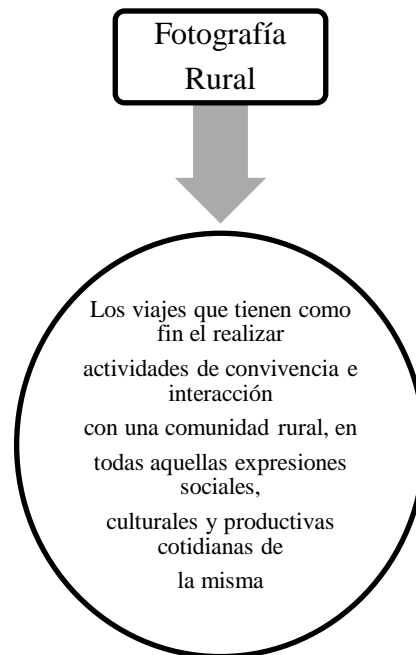 Fotografía
Rural
Los viajes que tienen como
fin el realizar
actividades de convivencia e
interacción
con una comunidad rural, en
todas aquellas expresiones
sociales,
culturales y productivas
cotidianas de
la misma